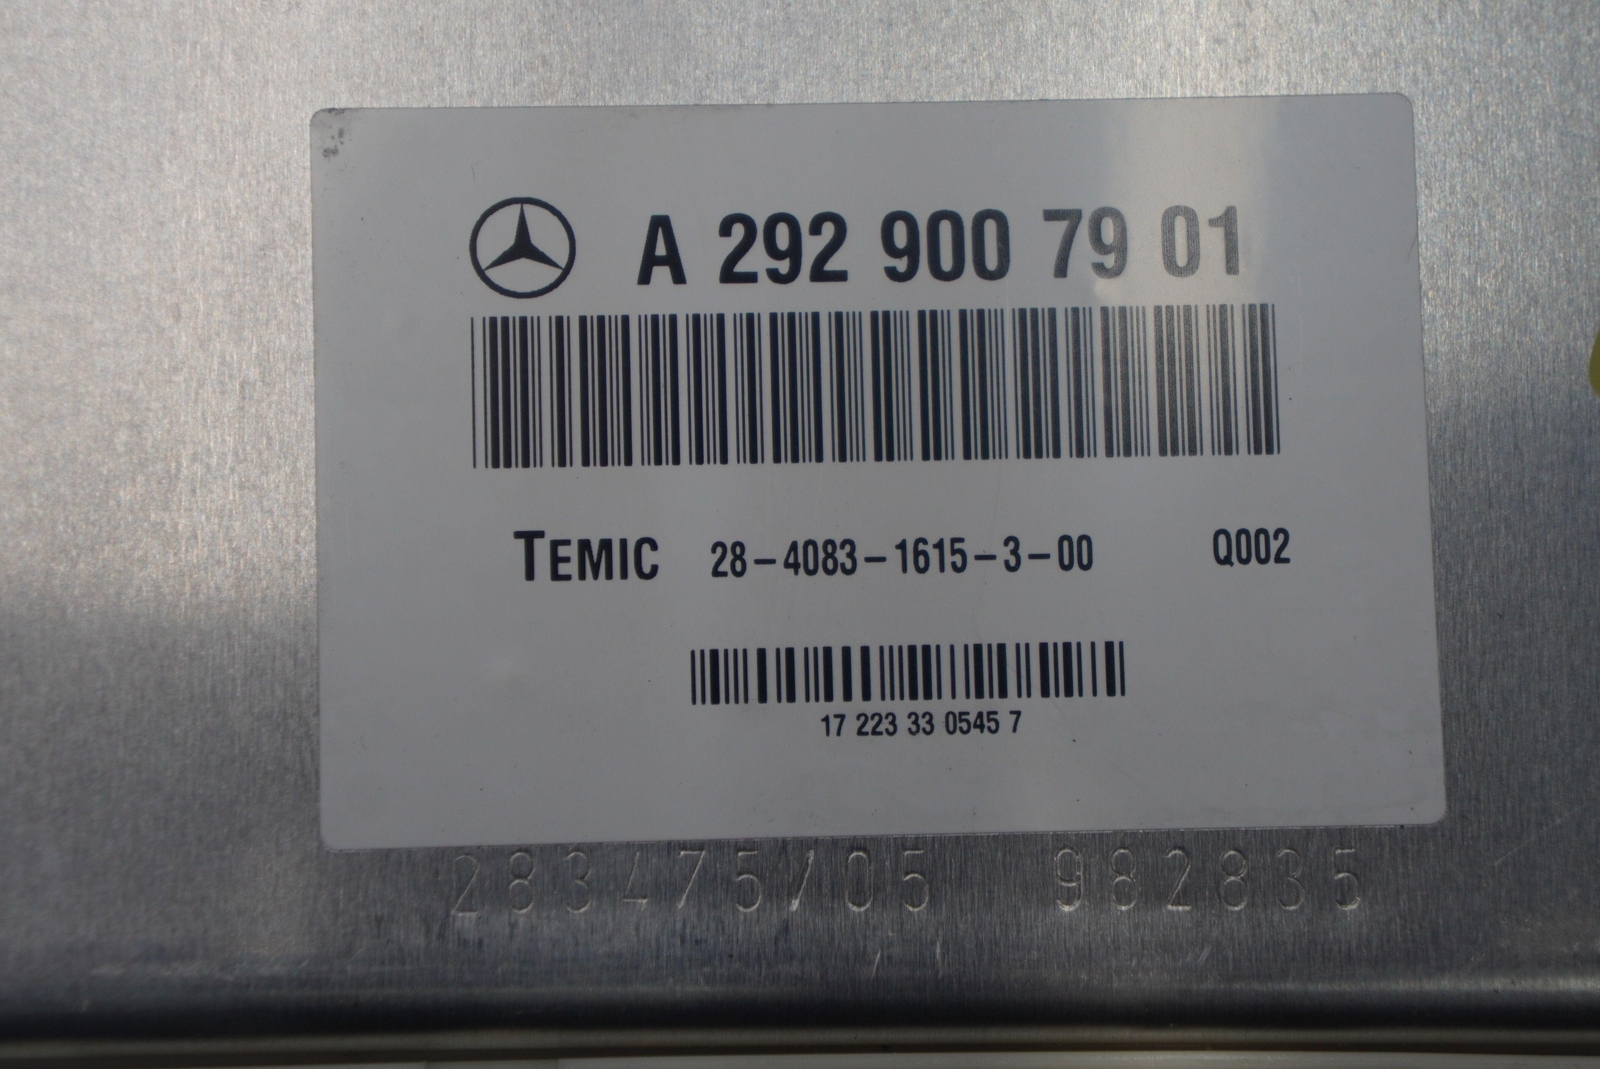 A 292 900 79 01
TEMIC 28-4083-1615-3-00 Q002
17 223 33 0545 7
283475/05 982835